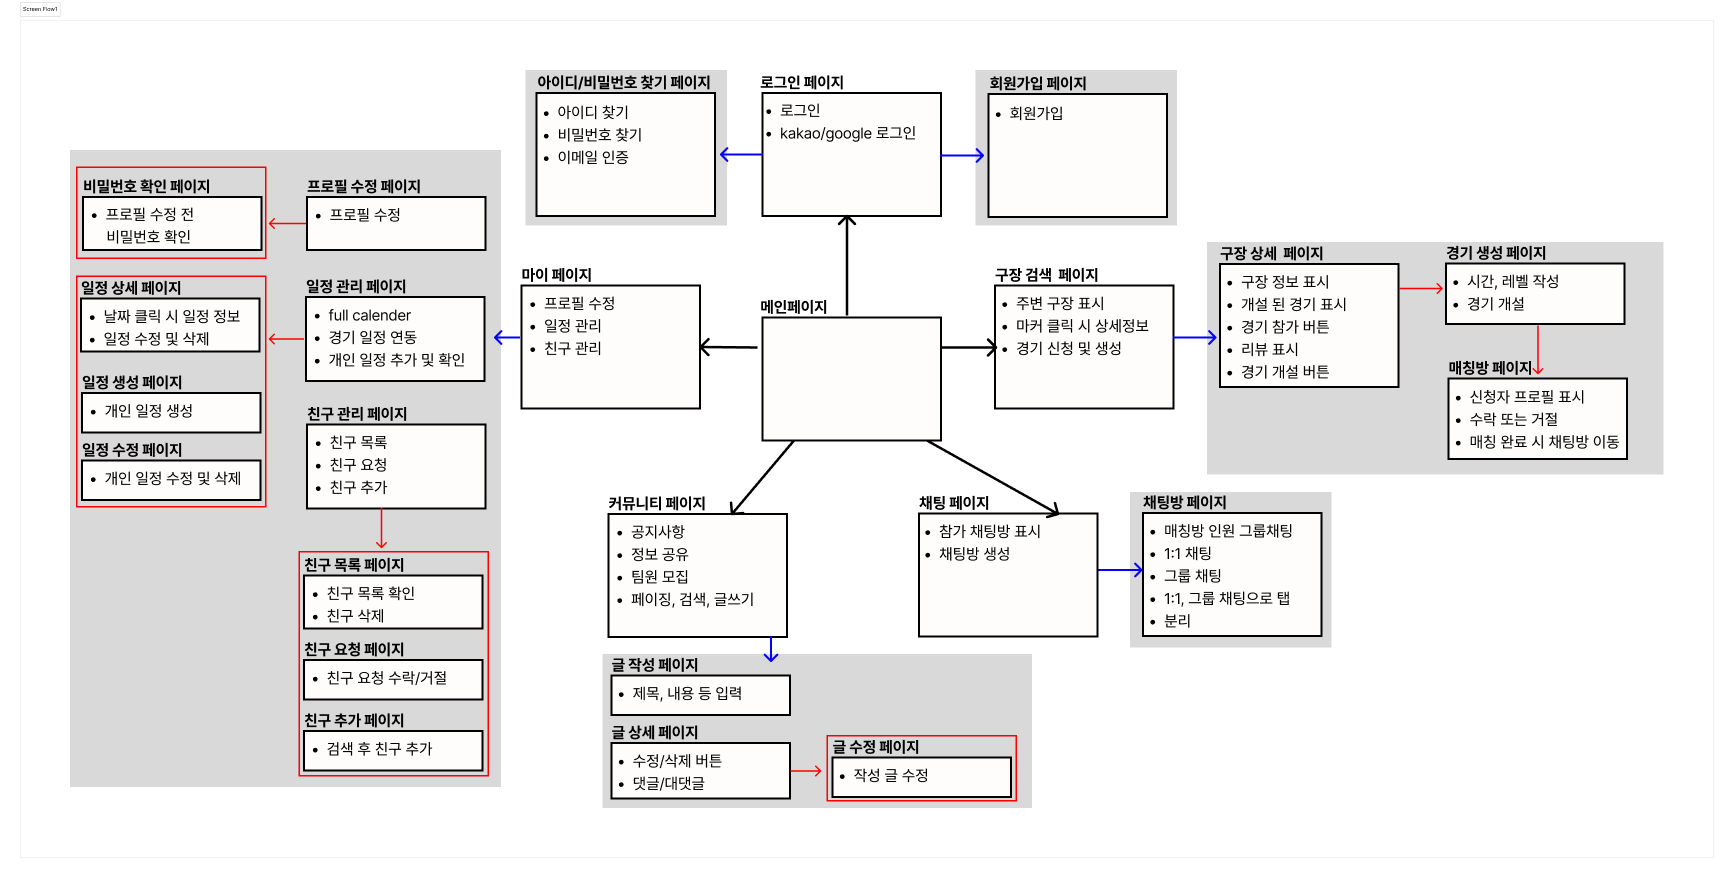 Screen Flow1
아이디/비밀번호 찾기 페이지
• 아이디 찾기
• 비밀번호 찾기
• 이메일 인증
로그인 페이지
• 로그인
• kakao/google 로그인
회원가입 페이지
• 회원가입
비밀번호 확인 페이지
• 프로필 수정 전
비밀번호 확인
프로필 수정 페이지
• 프로필 수정
일정 상세 페이지
• 날짜 클릭 시 일정 정보
• 일정 수정 및 삭제
일정 생성 페이지
• 개인 일정 생성
일정 수정 페이지
• 개인 일정 수정 및 삭제
일정 관리 페이지
• full calender
• 경기 일정 연동
• 개인 일정 추가 및 확인
친구 관리 페이지
• 친구 목록
• 친구 요청
• 친구 추가
친구 목록 페이지
• 친구 목록 확인
• 친구 삭제
친구 요청 페이지
• 친구 요청 수락/거절
친구 추가 페이지
• 검색 후 친구 추가
마이 페이지
• 프로필 수정
• 일정 관리
• 친구 관리
메인페이지
구장 검색 페이지
• 주변 구장 표시
• 마커 클릭 시 상세정보
• 경기 신청 및 생성
구장 상세 페이지
• 구장 정보 표시
• 개설 된 경기 표시
• 경기 참가 버튼
• 리뷰 표시
• 경기 개설 버튼
경기 생성 페이지
• 시간, 레벨 작성
• 경기 개설
매칭방 페이지
• 신청자 프로필 표시
• 수락 또는 거절
• 매칭 완료 시 채팅방 이동
커뮤니티 페이지
• 공지사항
• 정보 공유
• 팀원 모집
• 페이징, 검색, 글쓰기
채팅 페이지
• 참가 채팅방 표시
• 채팅방 생성
채팅방 페이지
• 매칭방 인원 그룹채팅
• 1:1 채팅
• 그룹 채팅
• 1:1, 그룹 채팅으로 탭
• 분리
글 작성 페이지
• 제목, 내용 등 입력
글 상세 페이지
• 수정/삭제 버튼
• 댓글/대댓글
글 수정 페이지
• 작성 글 수정